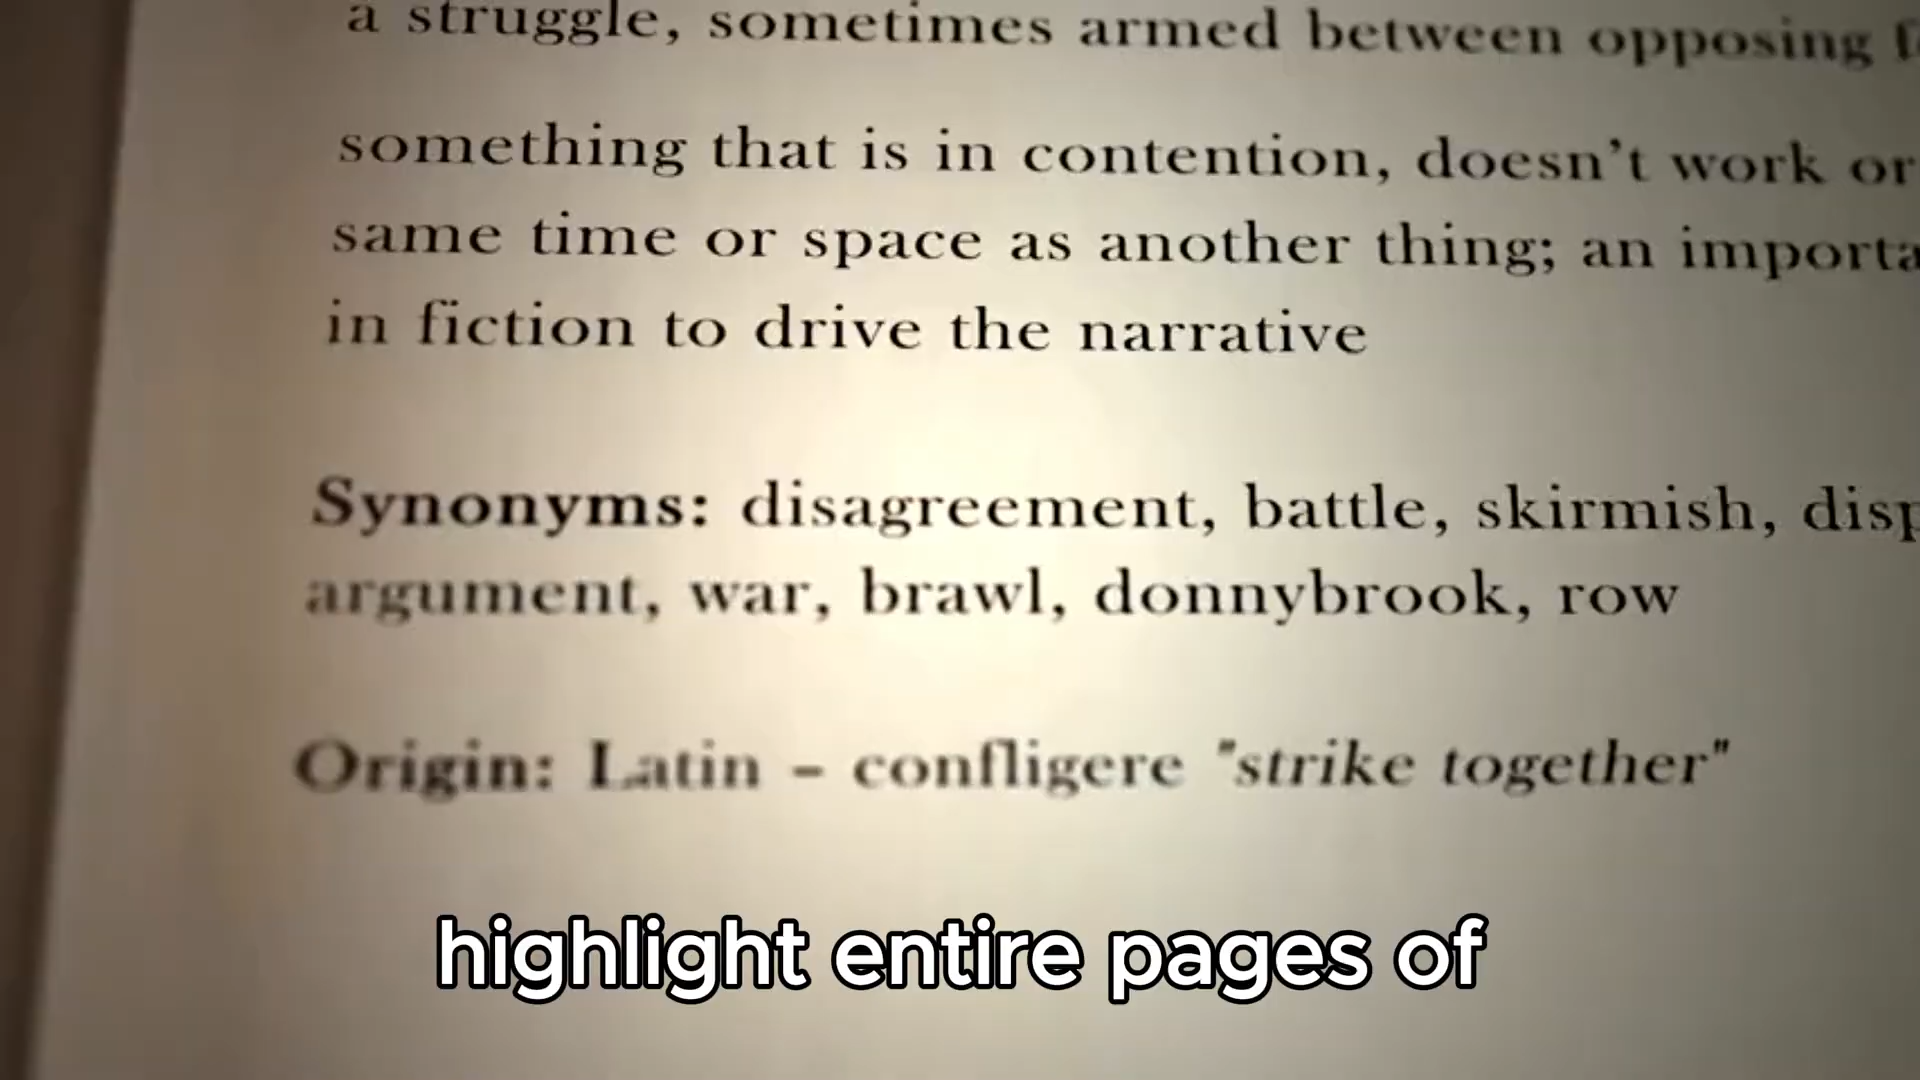 a struggle, sometimes armed between opposing
something that is in contention, doesn't work or
same time or space as another thing; an
in fiction to drive the narrative
Synonyms: disagreement, battle, skirmish,
argument, war, brawl, donnybrook, row
Origin: Latin - confligere "strike together"
highlight entire pages of